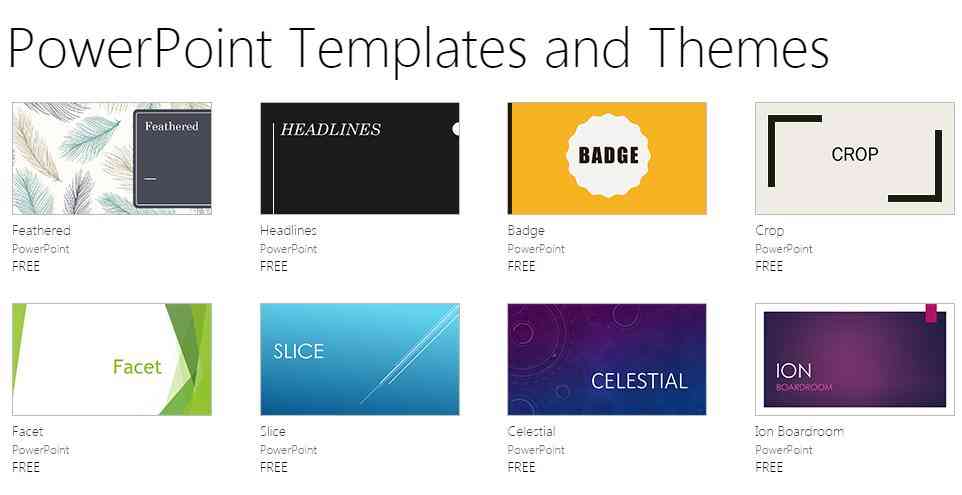 PowerPoint Templates and Themes
Feathered
HEADLINES
BADGE
CROP
Feathered
PowerPoint
FREE
Headlines
PowerPoint
FREE
Badge
PowerPoint
FREE
Crop
PowerPoint
FREE
Facet
SLICE
CELESTIAL
ION
BOARDROOM
Facet
PowerPoint
FREE
Slice
PowerPoint
FREE
Celestial
PowerPoint
FREE
Ion Boardroom
PowerPoint
FREE